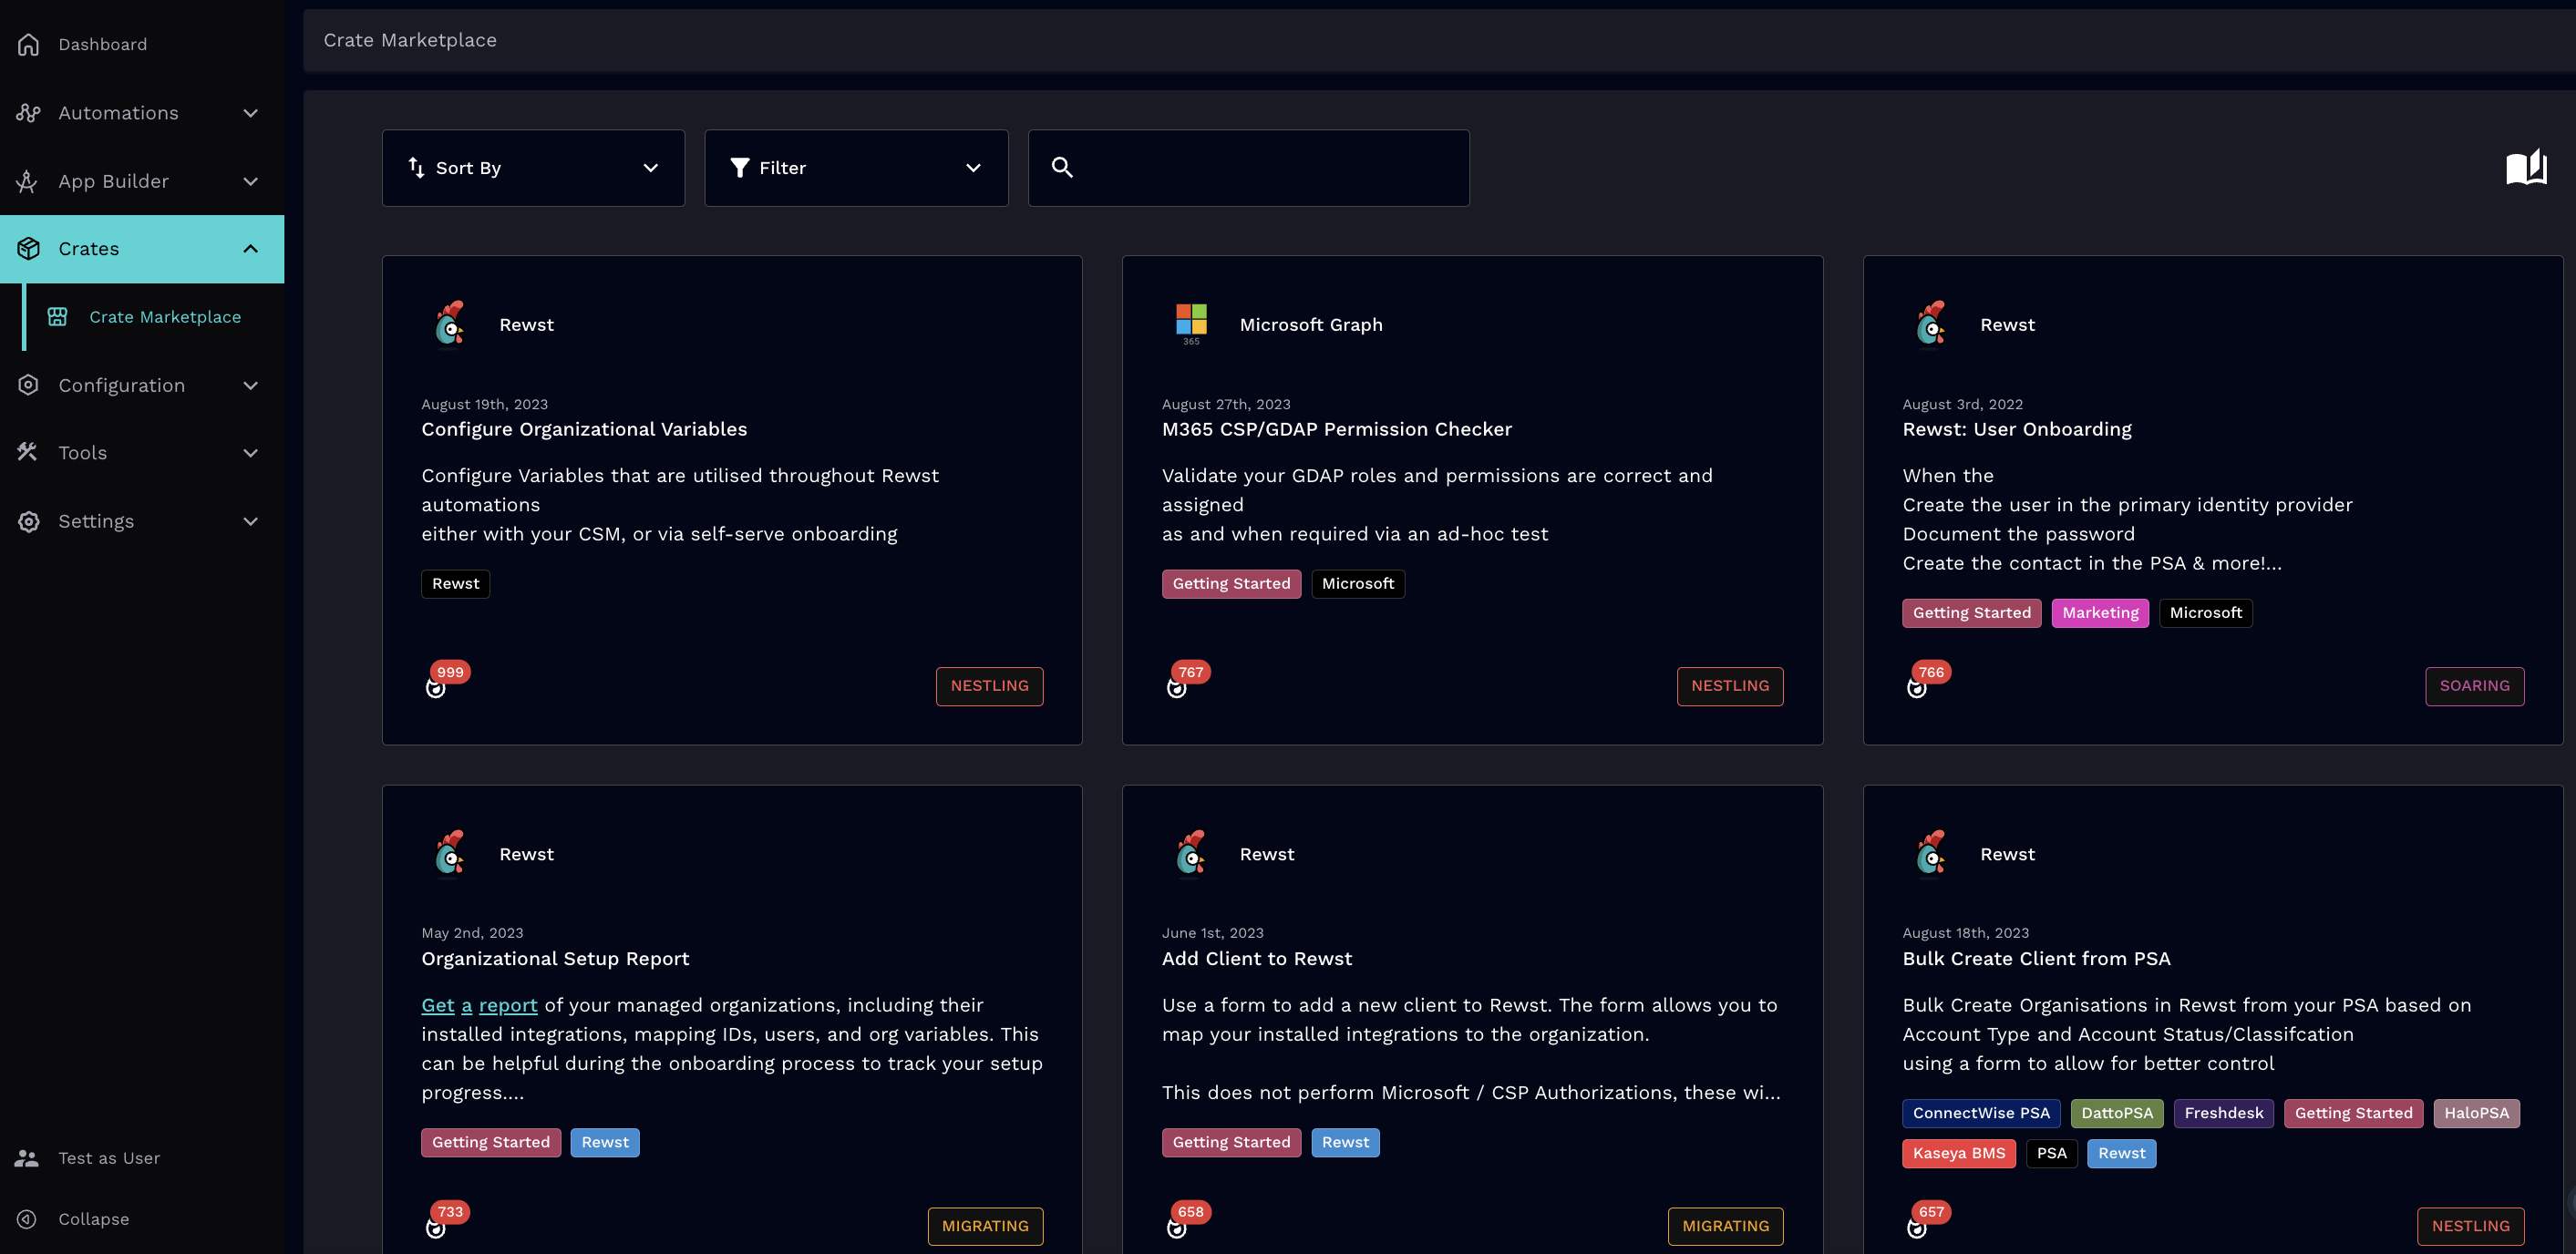 Dashboard
Automations
App Builder
Crates
Crate Marketplace
Configuration
Tools
Settings
Test as User
Collapse
Crate Marketplace
Sort By
Filter
Rewst
August 19th, 2023
Configure Organizational Variables
Configure Variables that are utilised throughout Rewst
automations
either with your CSM, or via self-serve onboarding
Rewst
999
NESTLING
365
Microsoft Graph
August 27th, 2023
M365 CSP/GDAP Permission Checker
Validate your GDAP roles and permissions are correct and
assigned
as and when required via an ad-hoc test
Getting Started Microsoft
767
NESTLING
Rewst
August 3rd, 2022
Rewst: User Onboarding
When the
Create the user in the primary identity provider
Document the password
Create the contact in the PSA & more!...
Getting Started Marketing Microsoft
766
SOARING
Rewst
May 2nd, 2023
Organizational Setup Report
Get a report of your managed organizations, including their
installed integrations, mapping IDs, users, and org variables. This
can be helpful during the onboarding process to track your setup
progress....
Getting Started Rewst
733
MIGRATING
Rewst
June 1st, 2023
Add Client to Rewst
Use a form to add a new client to Rewst. The form allows you to
map your installed integrations to the organization.
This does not perform Microsoft / CSP Authorizations, these wi...
Getting Started Rewst
658
MIGRATING
Rewst
August 18th, 2023
Bulk Create Client from PSA
Bulk Create Organisations in Rewst from your PSA based on
Account Type and Account Status/Classifcation
using a form to allow for better control
ConnectWise PSA DattoPSA Freshdesk Getting Started HaloPSA
Kaseya BMS PSA Rewst
657
NESTLING